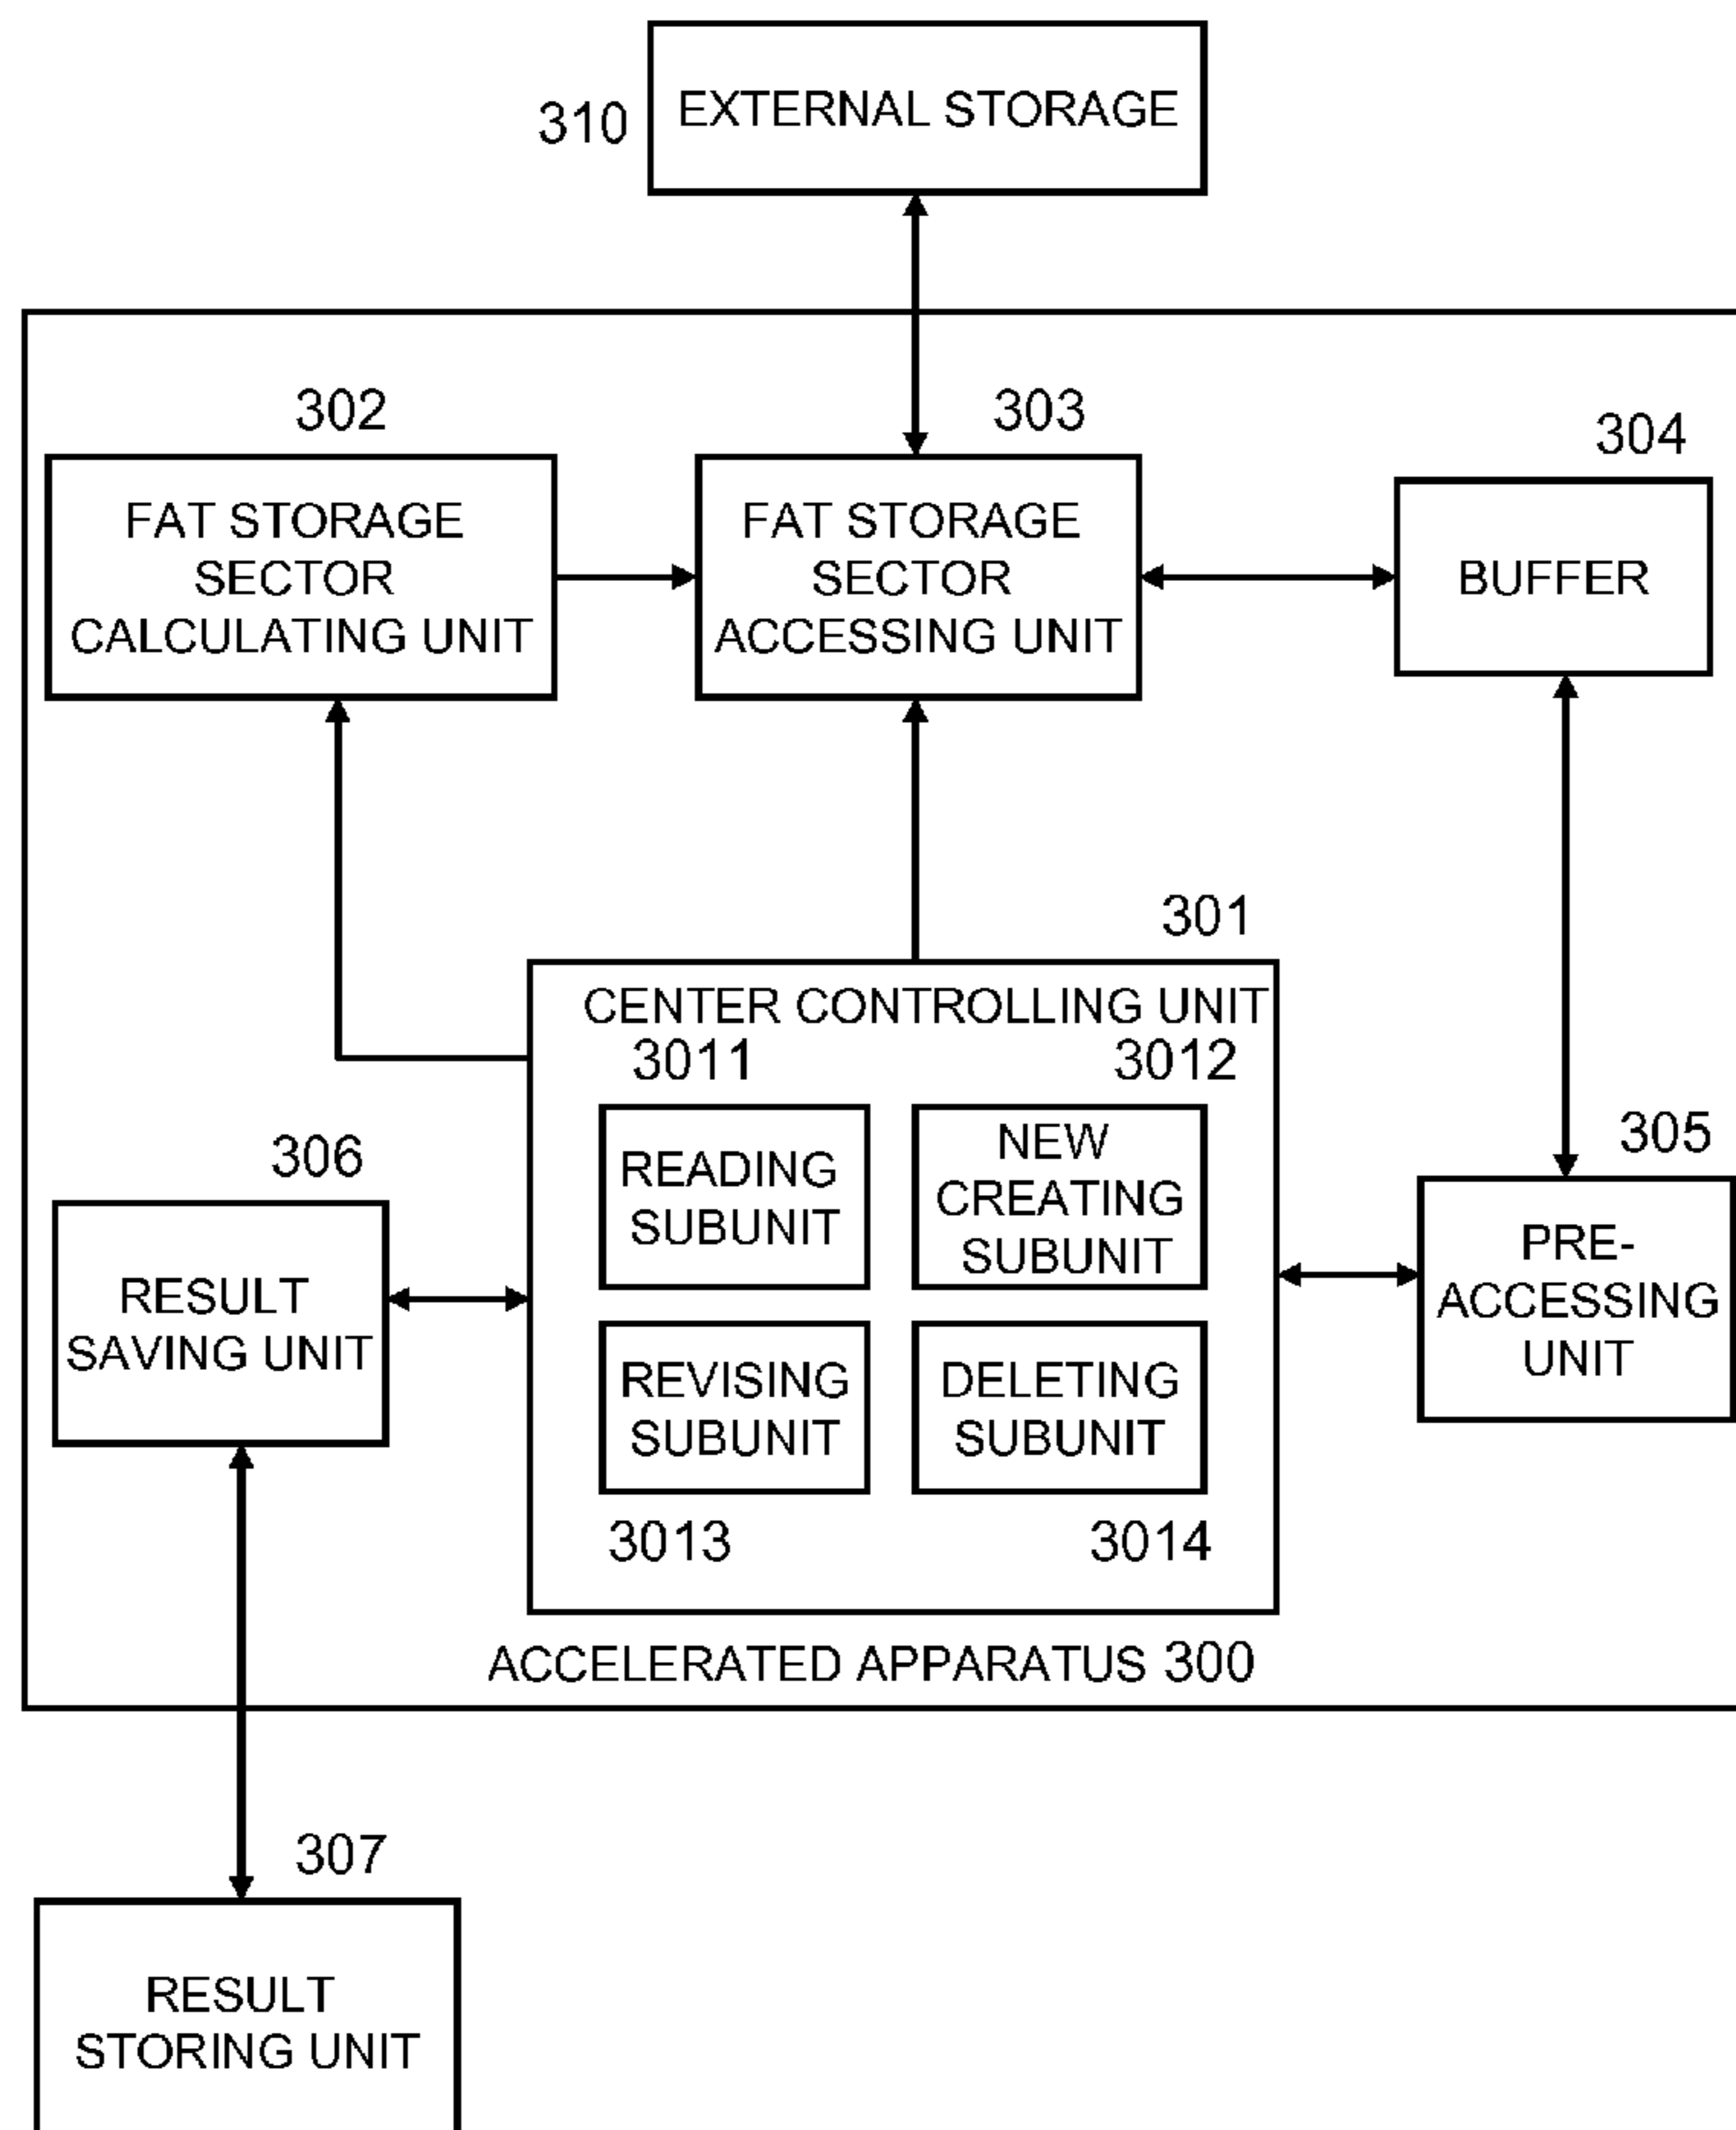 310
EXTERNAL STORAGE
302
303
304
FAT STORAGE
SECTOR
CALCULATING UNIT
FAT STORAGE
SECTOR
ACCESSING UNIT
BUFFER
301
CENTER CONTROLLING UNIT
3011
3012
READING
SUBUNIT
NEW
CREATING
SUBUNIT
305
306
RESULT
SAVING UNIT
PRE-
ACCESSING
UNIT
REVISING
SUBUNIT
DELETING
SUBUNIT
3013
3014
ACCELERATED APPARATUS 300
307
RESULT
STORING UNIT